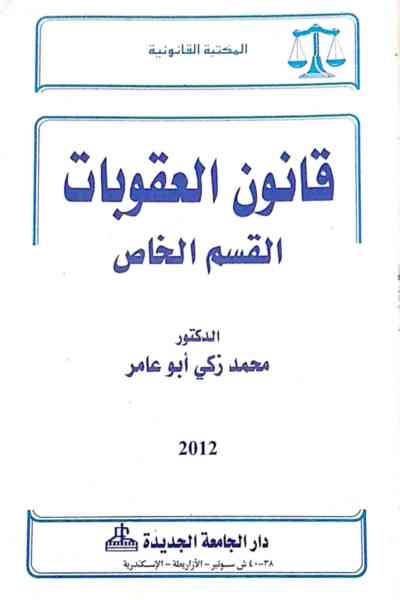 المكتبة القانونية
قانون العقوبات
القسم الخاص
الدكتور
محمد زكي أبو عامر
2012
دار الجامعة الجديدة
٣٨-٤٠ ش سوتير - الأزاريطة - الإسكندرية